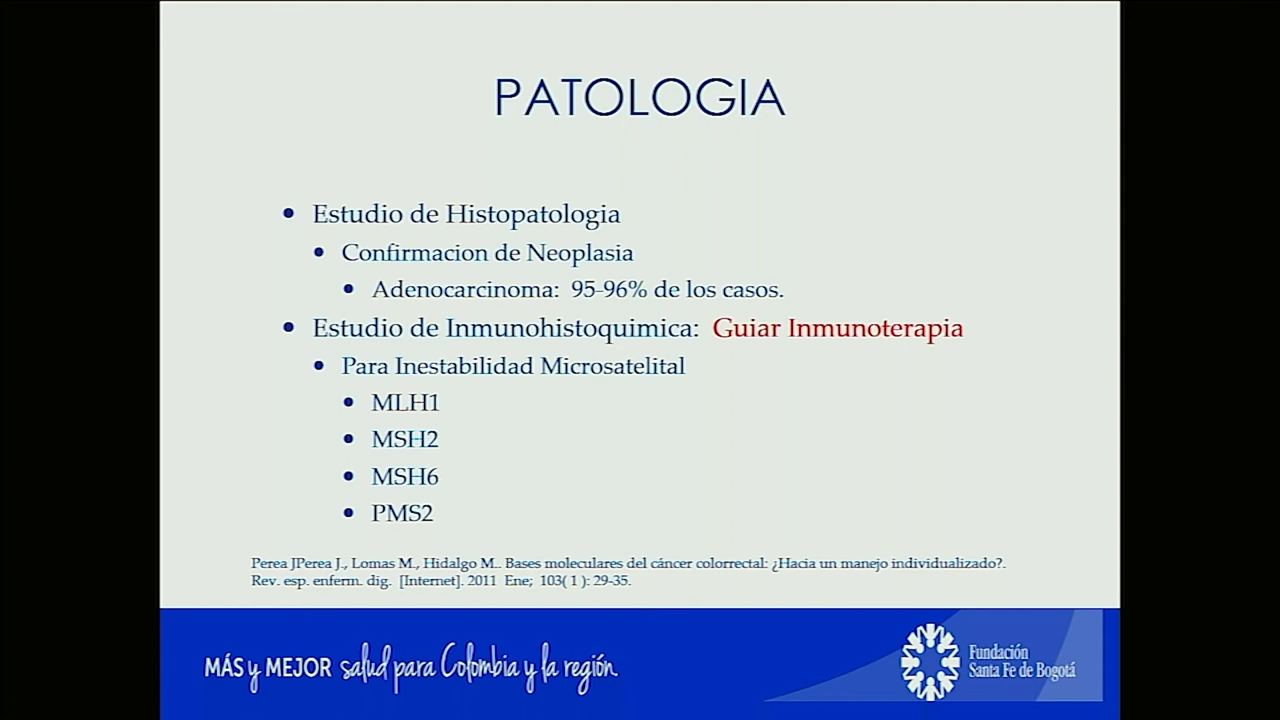 PATOLOGIA
• Estudio de Histopatologia
• Confirmacion de Neoplasia
• Adenocarcinoma: 95-96% de los casos.
• Estudio de Inmunohistoquimica: Guiar Inmunoterapia
• Para Inestabilidad Microsatelital
• MLH1
• MSH2
• MSH6
• PMS2
Perea JPerea J., Lomas M., Hidalgo M.. Bases moleculares del cáncer colorrectal: ¿Hacia un manejo individualizado?.
Rev. esp. enferm. dig. [Internet]. 2011 Ene; 103( 1 ): 29-35.
MÁS y MEJOR salud para Colombia y la región.
Fundación
Santa Fe de Bogotá